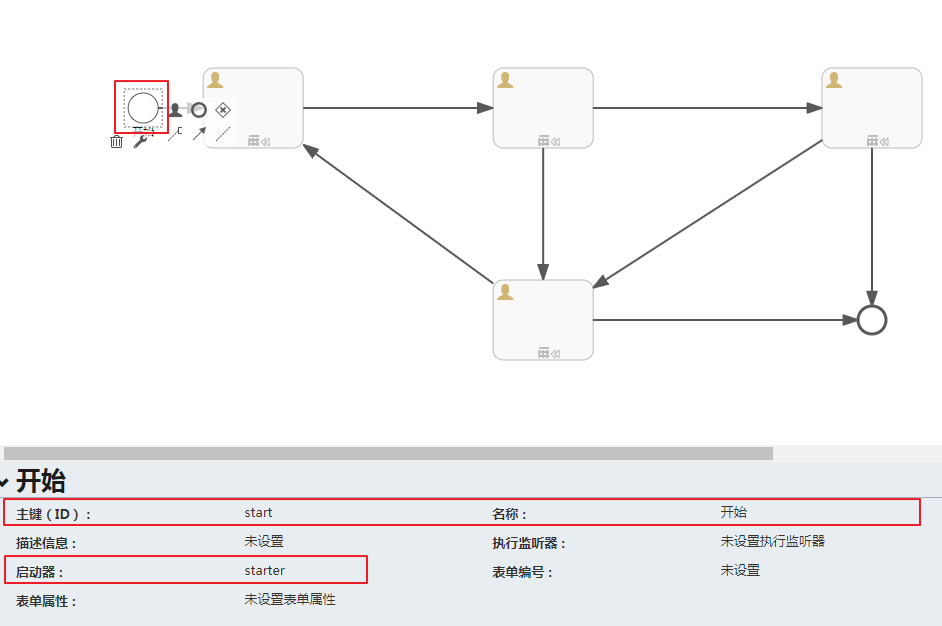 开始
主键（ID）： start 名称： 开始
描述信息： 未设置 执行监听器： 未设置执行监听器
启动器： starter 表单编号： 未设置
表单属性： 未设置表单属性